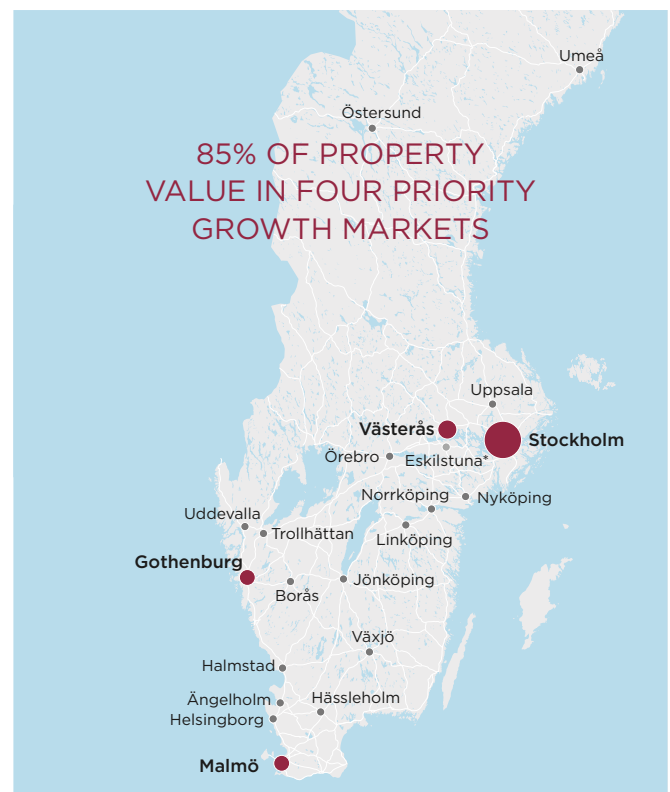 Umeå
Östersund
85% OF PROPERTY
VALUE IN FOUR PRIORITY
GROWTH MARKETS
Uppsala
Västerås
Stockholm
Örebro
Eskilstuna*
Norrköping
Nyköping
Uddevalla
Trollhättan
Linköping
Gothenburg
Jönköping
Borås
Växjö
Halmstad
Ängelholm
Hässleholm
Helsingborg
Malmö